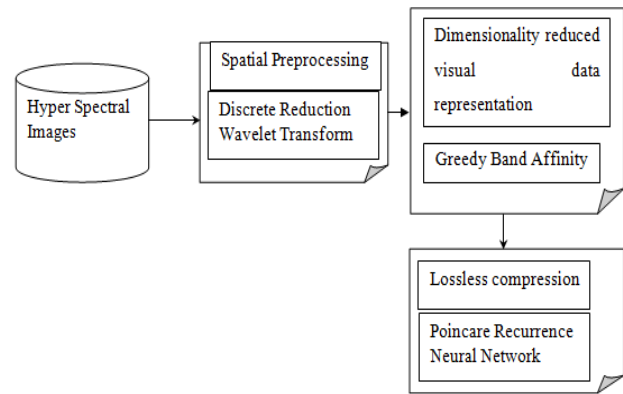 Hyper Spectral
Images
Spatial Preprocessing
Discrete Reduction
Wavelet Transform
Dimensionality reduced
visual data
representation
Greedy Band Affinity
Lossless compression
Poincare Recurrence
Neural Network